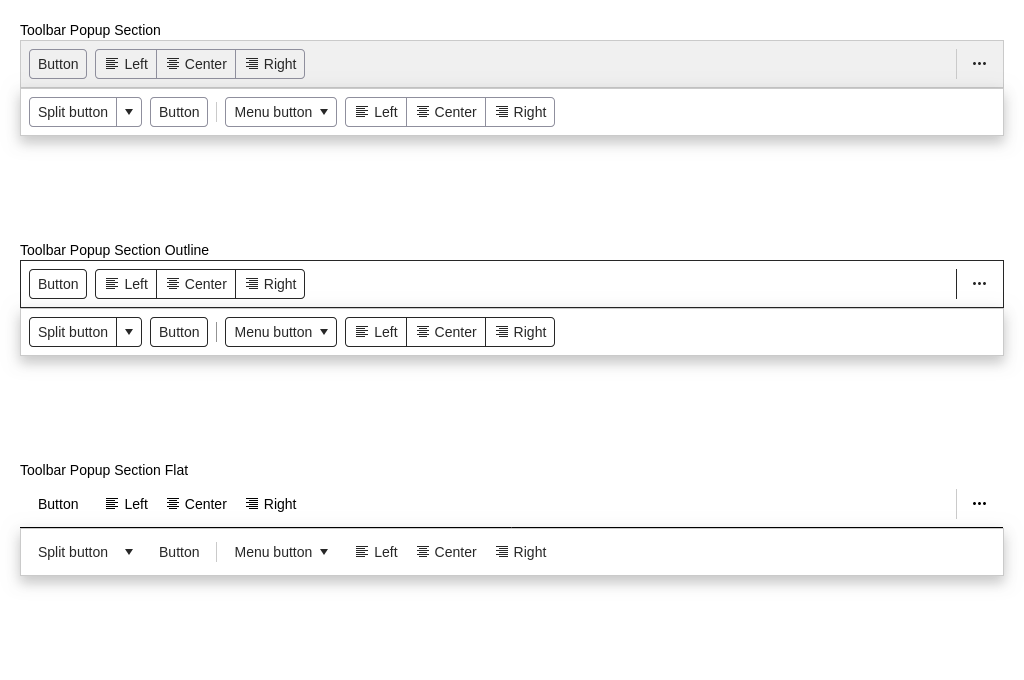 Toolbar Popup Section
Button Left Center Right
Split button Button Menu button Left Center Right
Toolbar Popup Section Outline
Button Left Center Right
Split button Button Menu button Left Center Right
Toolbar Popup Section Flat
Button Left Center Right
Split button Button Menu button Left Center Right